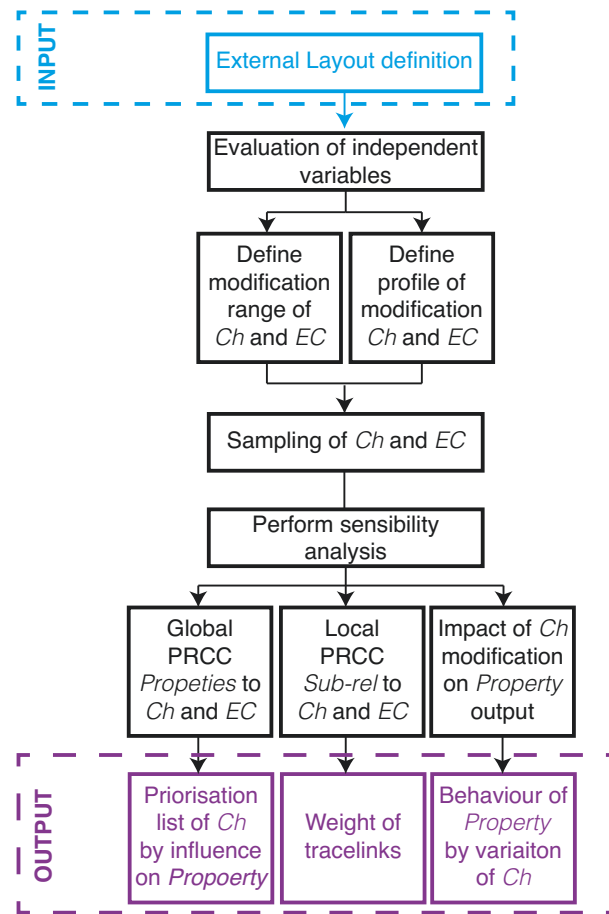 INPUT
External Layout definition
Evaluation of independent
variables
Define
modification
range of
Ch and EC
Define
profile of
modification
Ch and EC
Sampling of Ch and EC
Perform sensibility
analysis
Global
PRCC
Propeties to
Ch and EC
Local
PRCC
Sub-rel to
Ch and EC
Impact of Ch
modification
on Property
output
OUTPUT
Priorisation
list of Ch
by influence
on Propoerty
Weight of
tracelinks
Behaviour of
Property
by variaiton
of Ch